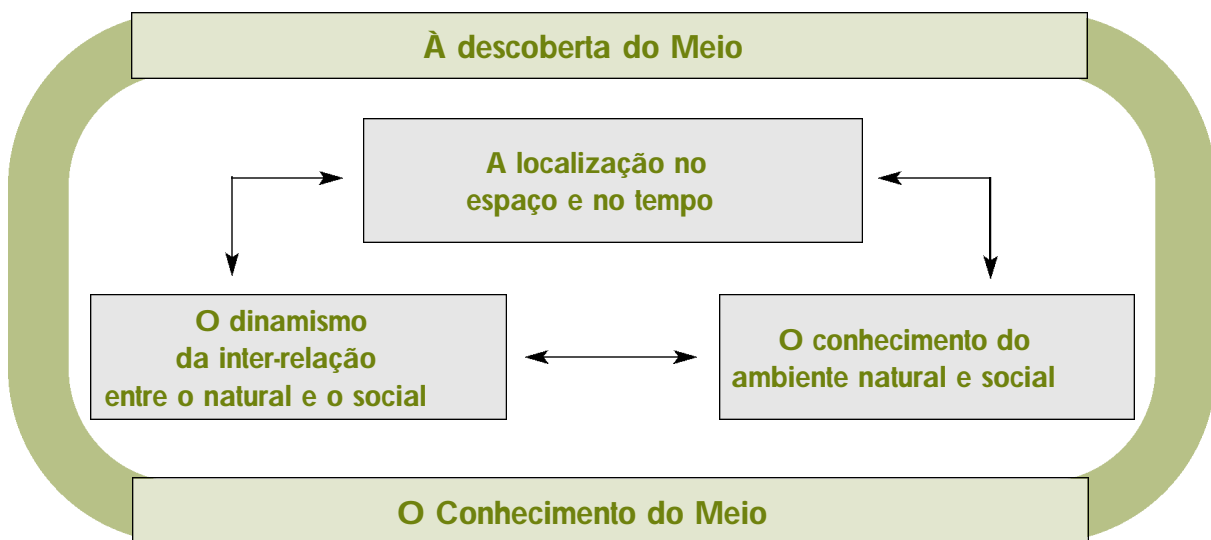 À descoberta do Meio
A localização no
espaço e no tempo
O dinamismo
da inter-relação
entre o natural e o social
O conhecimento do
ambiente natural e social
O Conhecimento do Meio